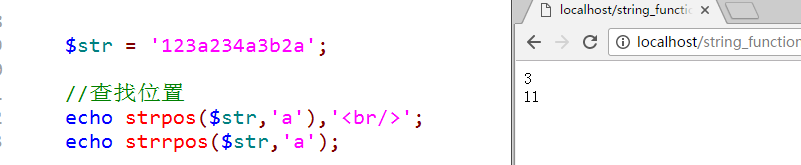 $str = '123a234a3b2a';
//查找位置
echo strpos($str,'a'),'<br/>';
echo strrpos($str,'a');
localhost/string_functio
localhost/string_function
3
11